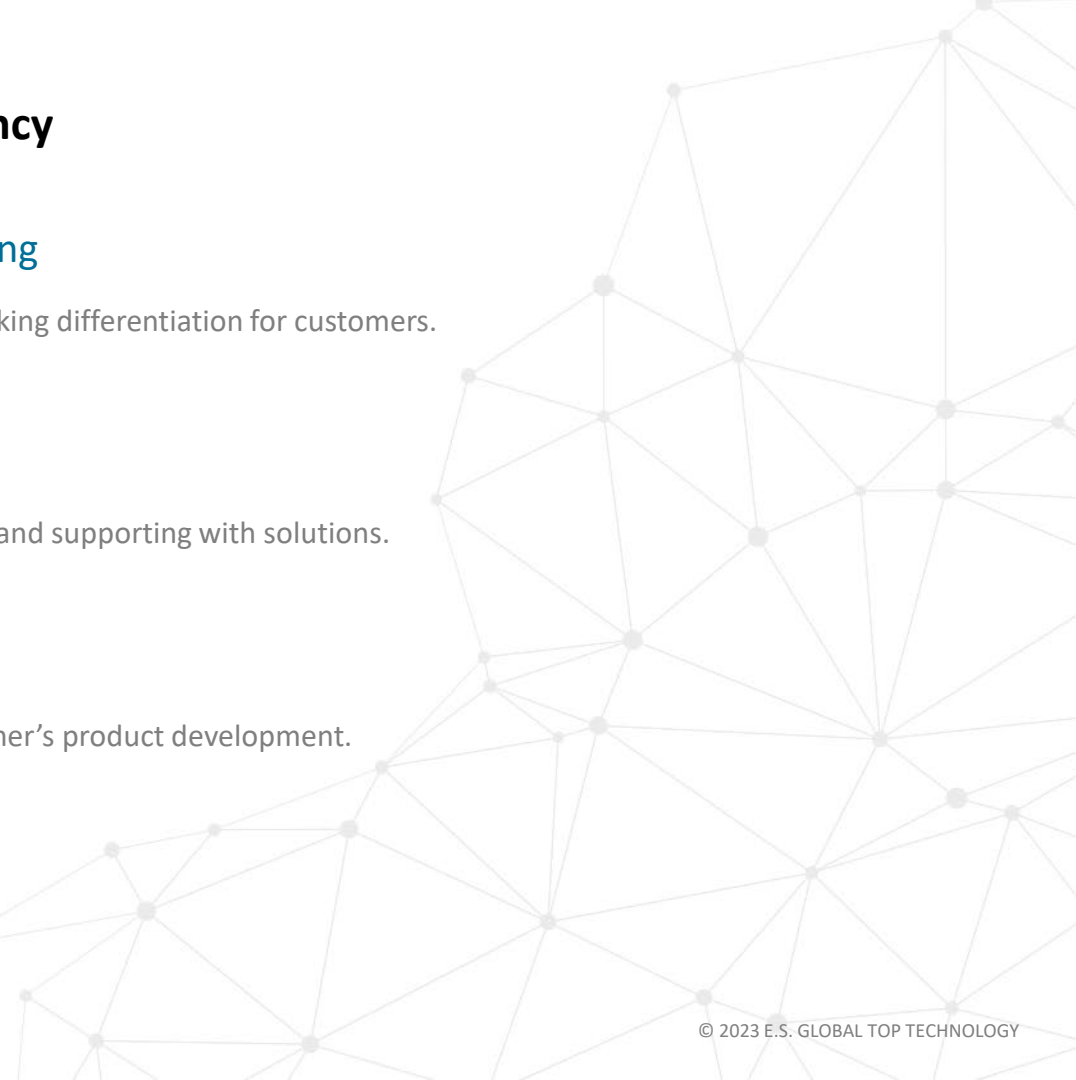 ncy
ng
king differentiation for customers.
and supporting with solutions.
ner’s product development.
© 2023 E.S. GLOBAL TOP TECHNOLOGY